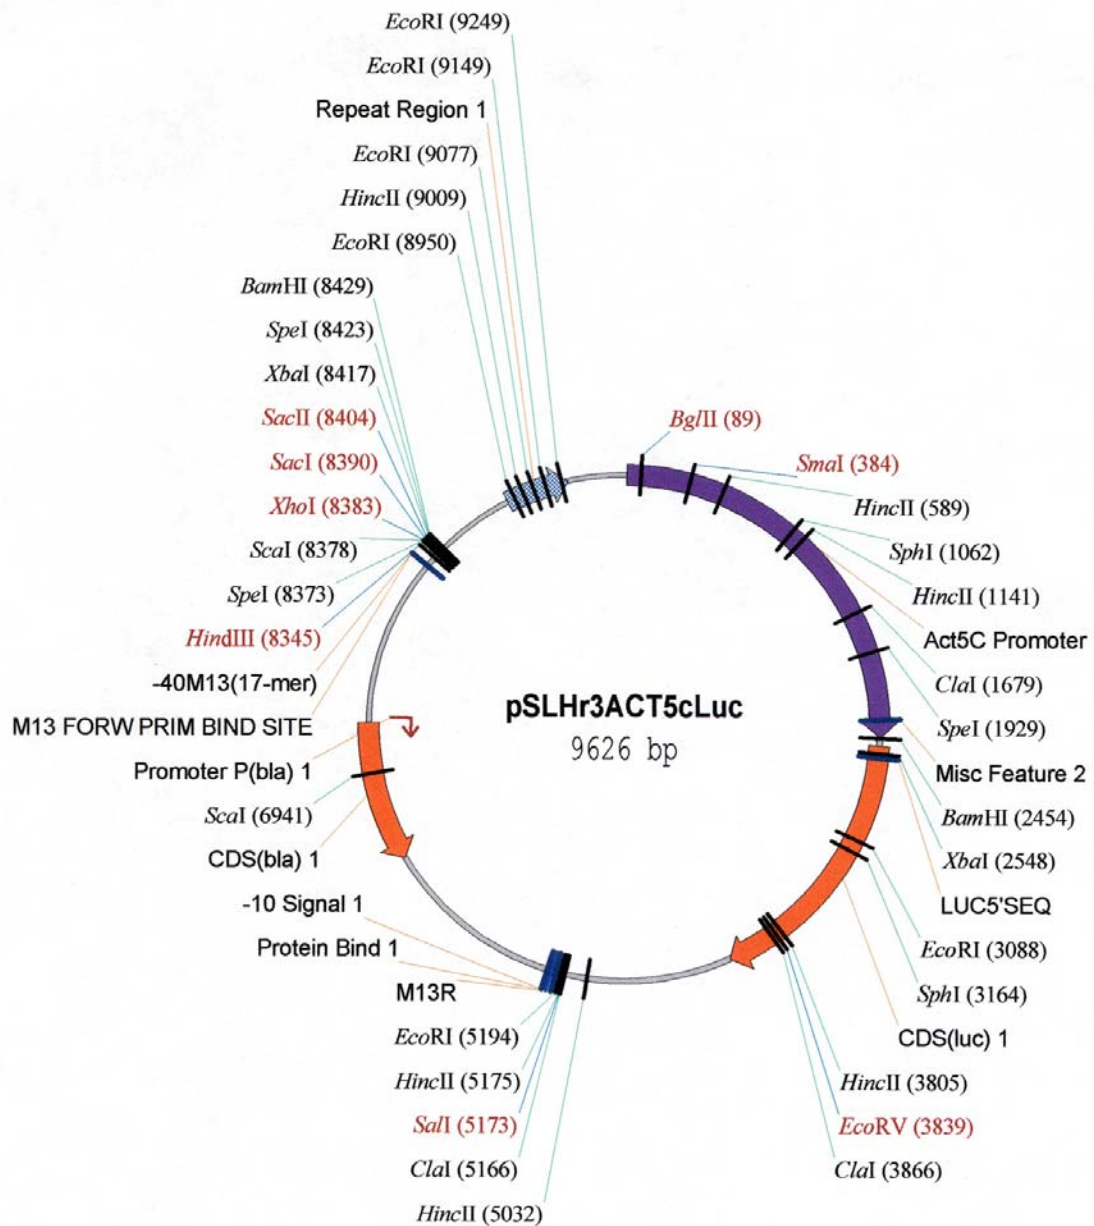 EcoRI (9249)
EcoRI (9149)
Repeat Region 1
EcoRI (9077)
HincII (9009)
EcoRI (8950)
BamHI (8429)
SpeI (8423)
XbaI (8417)
SacII (8404)
SacI (8390)
XhoI (8383)
ScaI (8378)
SpeI (8373)
HindIII (8345)
-40M13(17-mer)
M13 FORW PRIM BIND SITE
Promoter P(bla) 1
ScaI (6941)
CDS(bla) 1
-10 Signal 1
Protein Bind 1
M13R
EcoRI (5194)
HincII (5175)
SalI (5173)
ClaI (5166)
HincII (5032)
pSLHr3ACT5cLuc
9626 bp
BglII (89)
SmaI (384)
HincII (589)
SphI (1062)
HincII (1141)
Act5C Promoter
ClaI (1679)
SpeI (1929)
Misc Feature 2
BamHI (2454)
XbaI (2548)
LUC5'SEQ
EcoRI (3088)
SphI (3164)
CDS(luc) 1
HincII (3805)
EcoRV (3839)
ClaI (3866)